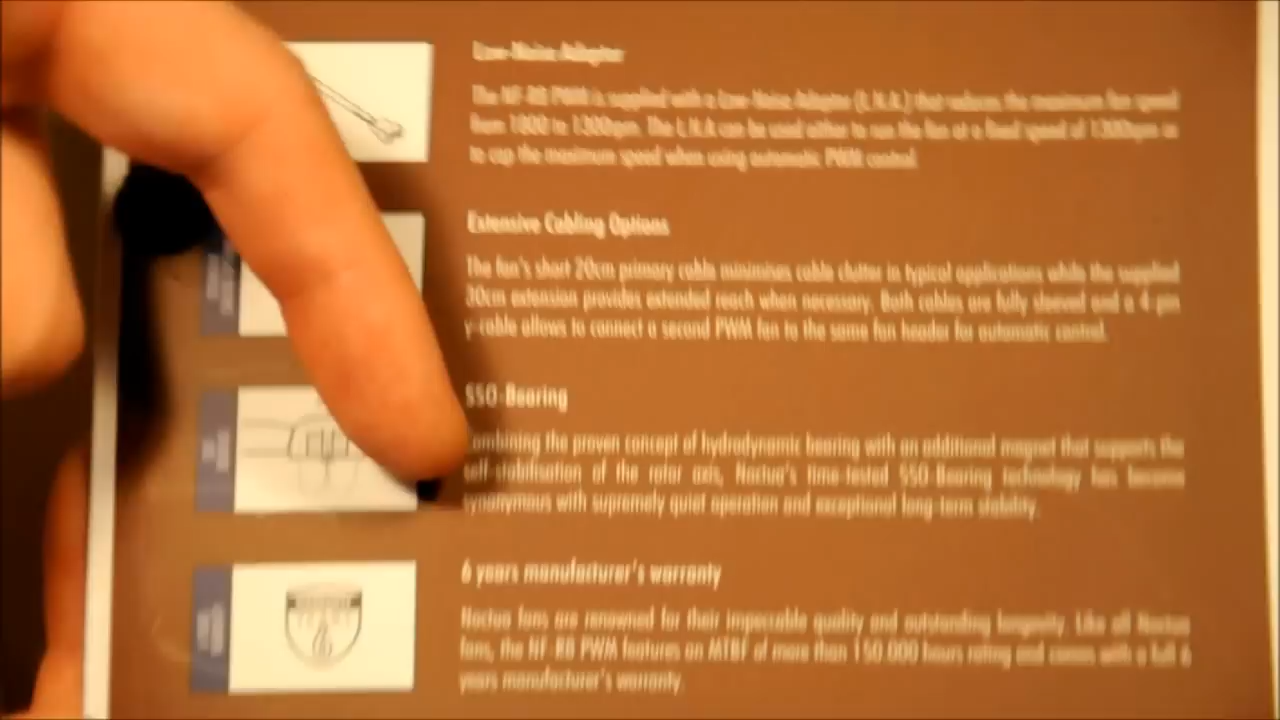 Low-Noise Adaptor
The NF-R8 PWM is supplied with a Low-Noise Adaptor (L.N.A.) that reduces the maximum fan speed
from 1800 to 1300rpm. The L.N.A can be used either to run the fan at a fixed speed of 1300rpm or
to cap the maximum speed when using automatic PWM control.
Extensive Cabling Options
The fan's short 20cm primary cable minimises cable clutter in typical applications while the supplied
30cm extension provides extended reach when necessary. Both cables are fully sleeved and a 4-pin
y-cable allows to connect a second PWM fan to the same fan header for automatic control.
SSO-Bearing
ombining the proven concept of hydrodynamic bearing with an additional magnet that supports the
self-stabilisation of the rotor axis, Noctua's time-tested SSO-Bearing technology has become
synonymous with supremely quiet operation and exceptional long-term stability.
6 years manufacturer's warranty
Noctua fans are renowned for their impeccable quality and outstanding longevity. Like all Noctua
fans, the NF-R8 PWM features an MTBF of more than 150.000 hours rating and comes with a full 6
years manufacturer's warranty.